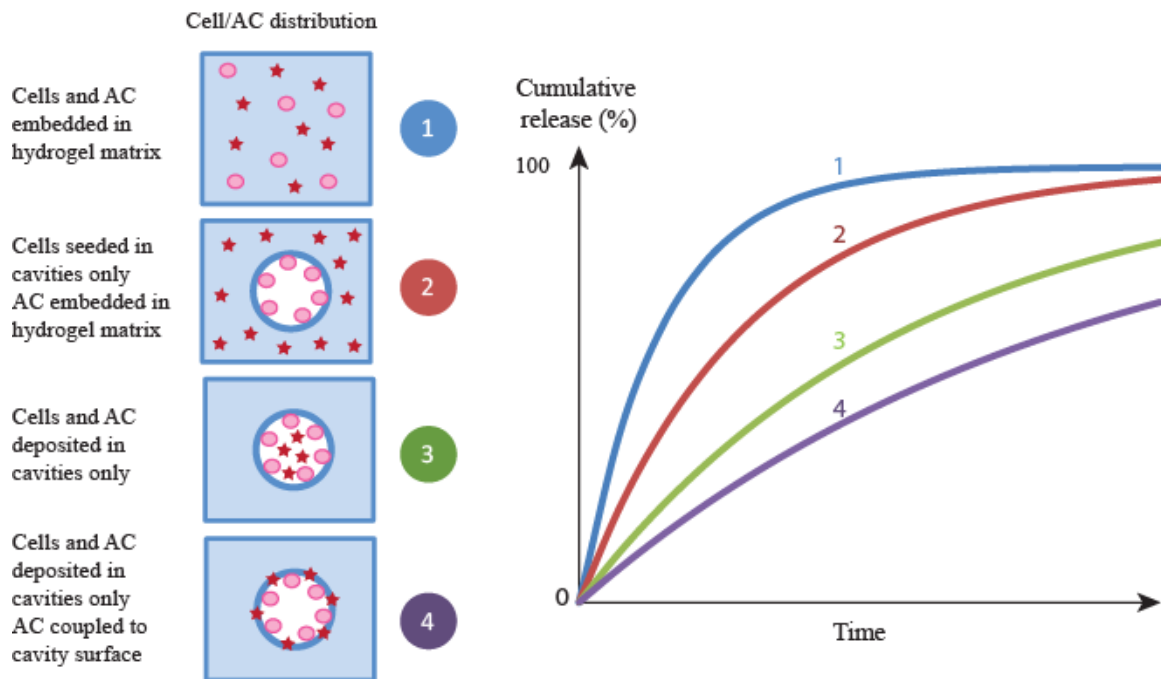 Cell/AC distribution
Cells and AC
embedded in
hydrogel matrix
1
Cells seeded in
cavities only
AC embedded in
hydrogel matrix
2
Cells and AC
deposited in
cavities only
3
Cells and AC
deposited in
cavities only
AC coupled to
cavity surface
4
Cumulative
release (%)
100
1
2
3
4
0
Time